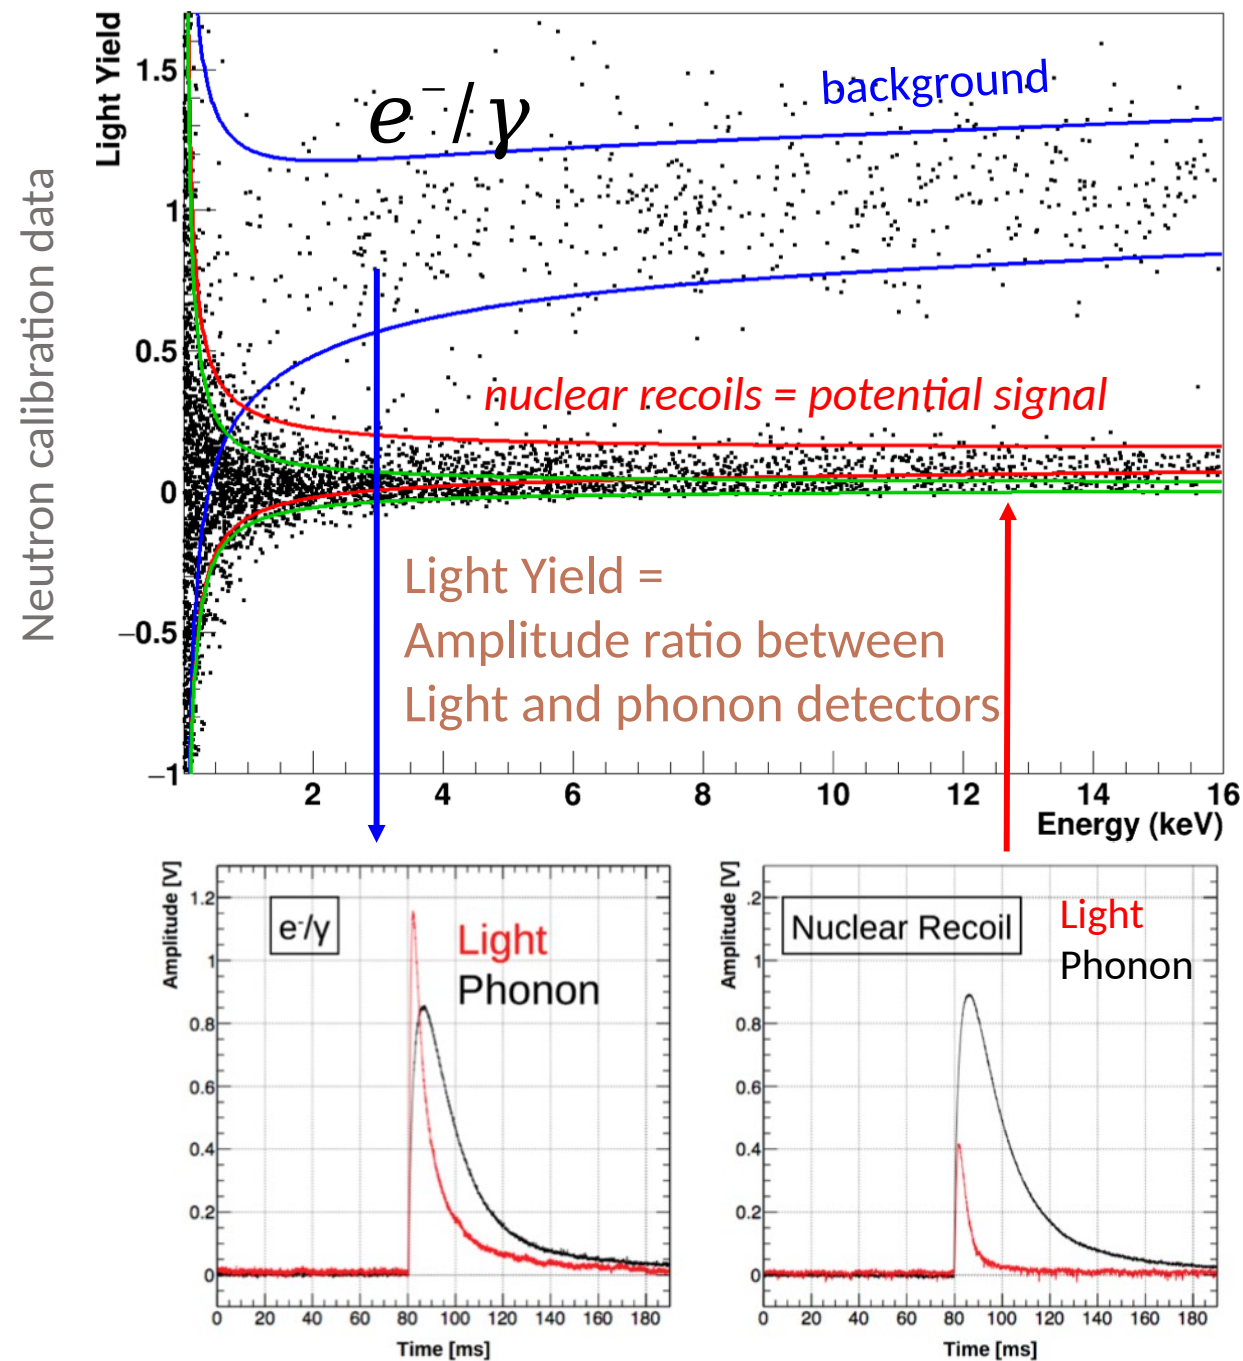 Neutron calibration data
Light Yield
1.5
1
0.5
0
−0.5
−1
e⁻/γ
background
nuclear recoils = potential signal
Light Yield =
Amplitude ratio between
Light and phonon detectors
2 4 6 8 10 12 14 16
Energy (keV)
Amplitude [V]
1.2
1
0.8
0.6
0.4
0.2
0
e⁻/γ
Light
Phonon
0 20 40 60 80 100 120 140 160 180
Time [ms]
Amplitude [V]
.2
1
0.8
0.6
0.4
0.2
0
Nuclear Recoil
Light
Phonon
0 20 40 60 80 100 120 140 160 180
Time [ms]